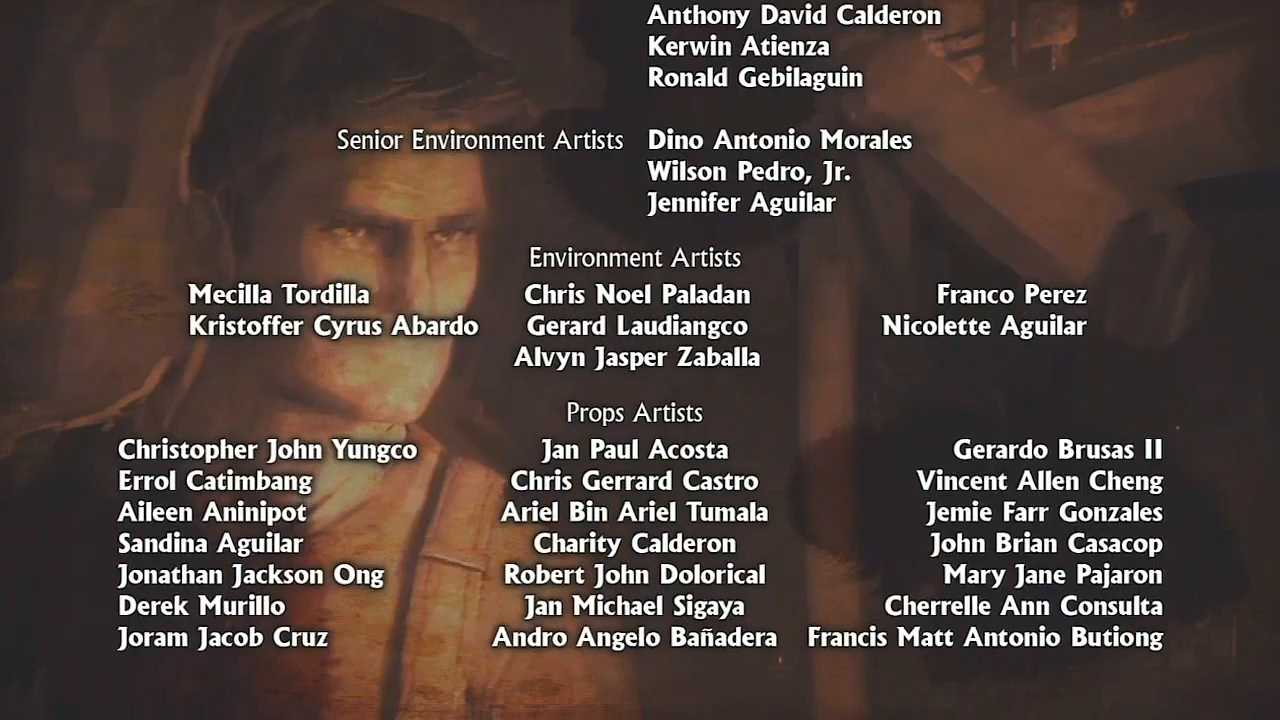 Anthony David Calderon
Kerwin Atienza
Ronald Gebilaguin
Senior Environment Artists Dino Antonio Morales
Wilson Pedro, Jr.
Jennifer Aguilar
Environment Artists
Mecilla Tordilla Chris Noel Paladan Franco Perez
Kristoffer Cyrus Abardo Gerard Laudiangco Nicolette Aguilar
Alvyn Jasper Zaballa
Props Artists
Christopher John Yungco Jan Paul Acosta Gerardo Brusas II
Errol Catimbang Chris Gerrard Castro Vincent Allen Cheng
Aileen Aninipot Ariel Bin Ariel Tumala Jemie Farr Gonzales
Sandina Aguilar Charity Calderon John Brian Casacop
Jonathan Jackson Ong Robert John Dolorical Mary Jane Pajaron
Derek Murillo Jan Michael Sigaya Cherrelle Ann Consulta
Joram Jacob Cruz Andro Angelo Bañadera Francis Matt Antonio Butiong